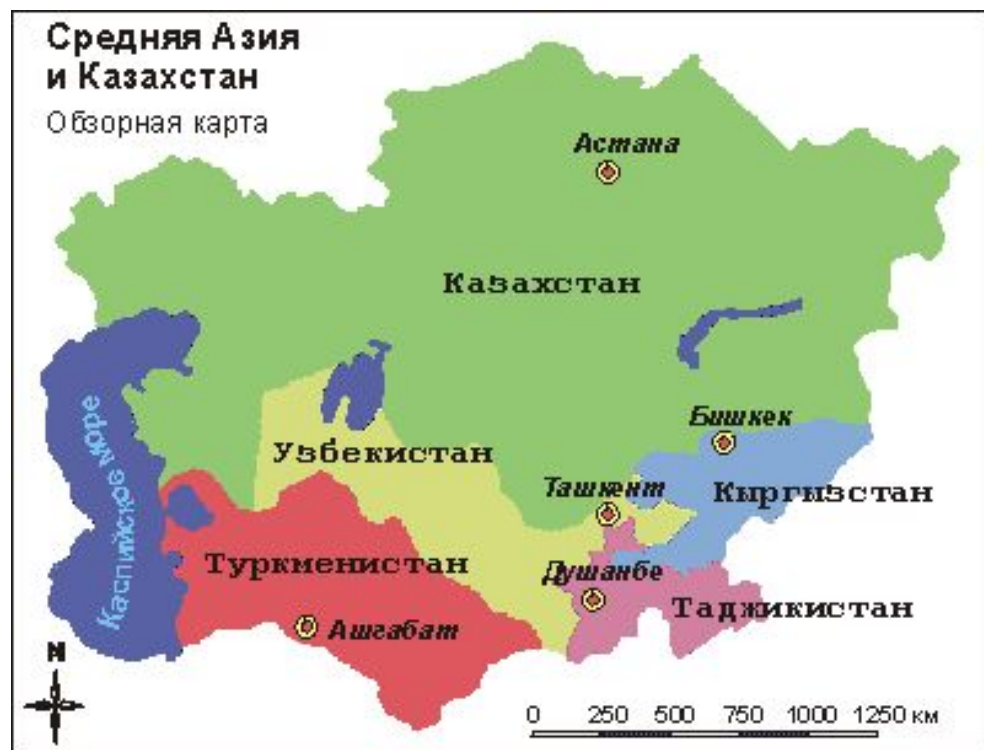 Средняя Азия
и Казахстан
Обзорная карта
Астана
Казахстан
Бишкек
Узбекистан
Ташкент
Кыргызстан
Каспийское море
Туркменистан
Душанбе
Таджикистан
Ашгабат
N
0 250 500 750 1000 1250 км